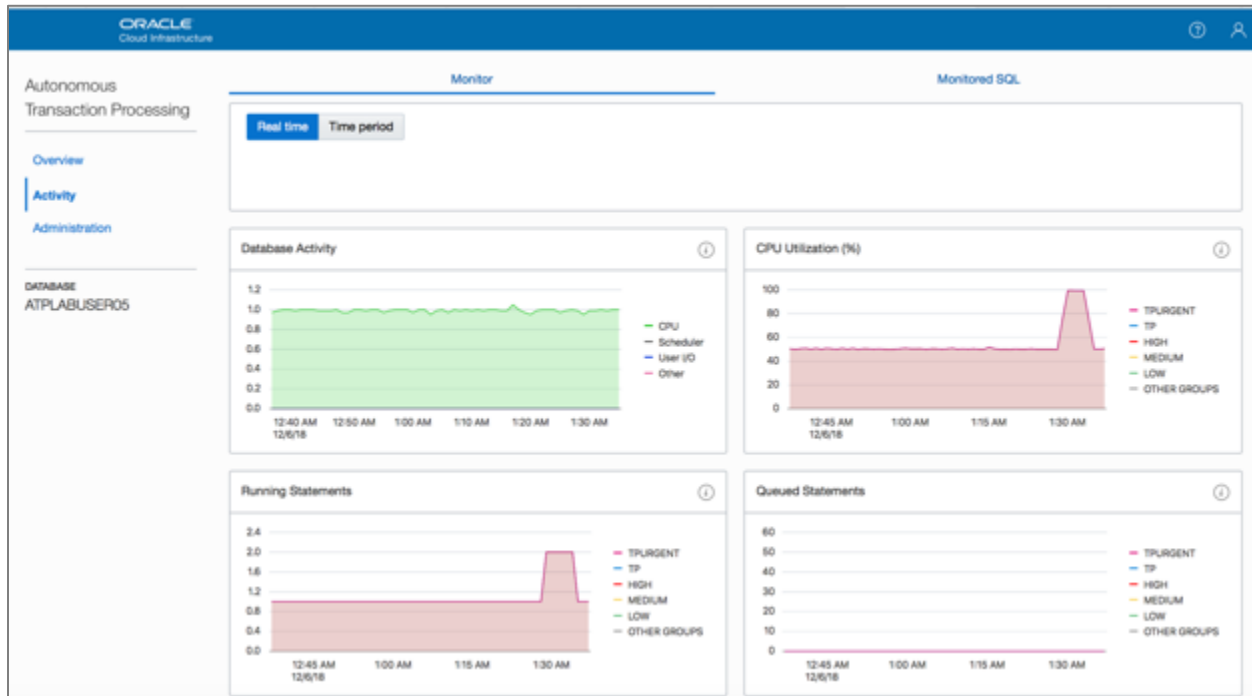 ORACLE
Cloud Infrastructure
Autonomous
Transaction Processing
Overview
Activity
Administration
DATABASE
ATPLABUSER05
Monitor
Monitored SQL
Real time
Time period
Database Activity
1.2
1.0
0.8
0.6
0.4
0.2
0.0
12:40 AM 12:50 AM 1:00 AM 1:10 AM 1:20 AM 1:30 AM
12/6/18
CPU
Scheduler
User I/O
Other
CPU Utilization (%)
100
80
60
40
20
0
12:45 AM 1:00 AM 1:15 AM 1:30 AM
12/6/18
TPURGENT
TP
HIGH
MEDIUM
LOW
OTHER GROUPS
Running Statements
2.4
2.0
1.6
1.2
0.8
0.4
0.0
12:45 AM 1:00 AM 1:15 AM 1:30 AM
12/6/18
TPURGENT
TP
HIGH
MEDIUM
LOW
OTHER GROUPS
Queued Statements
60
50
40
30
20
10
0
12:45 AM 1:00 AM 1:15 AM 1:30 AM
12/6/18
TPURGENT
TP
HIGH
MEDIUM
LOW
OTHER GROUPS